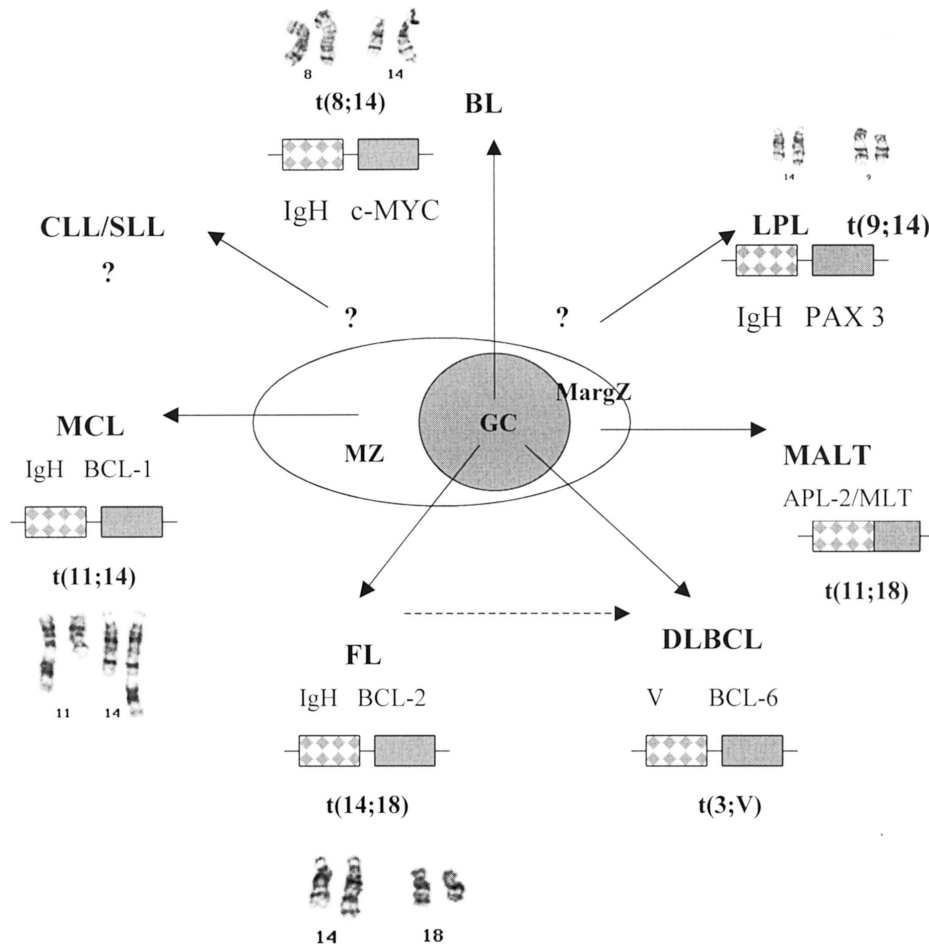 8 14
t(8;14)
BL
IgH c-MYC
14 9
LPL t(9;14)
IgH PAX 3
CLL/SLL
?
?
?
MargZ
GC
MZ
MCL
IgH BCL-1
t(11;14)
11 14
MALT
APL-2/MLT
t(11;18)
FL
IgH BCL-2
t(14;18)
14 18
DLBCL
V BCL-6
t(3;V)